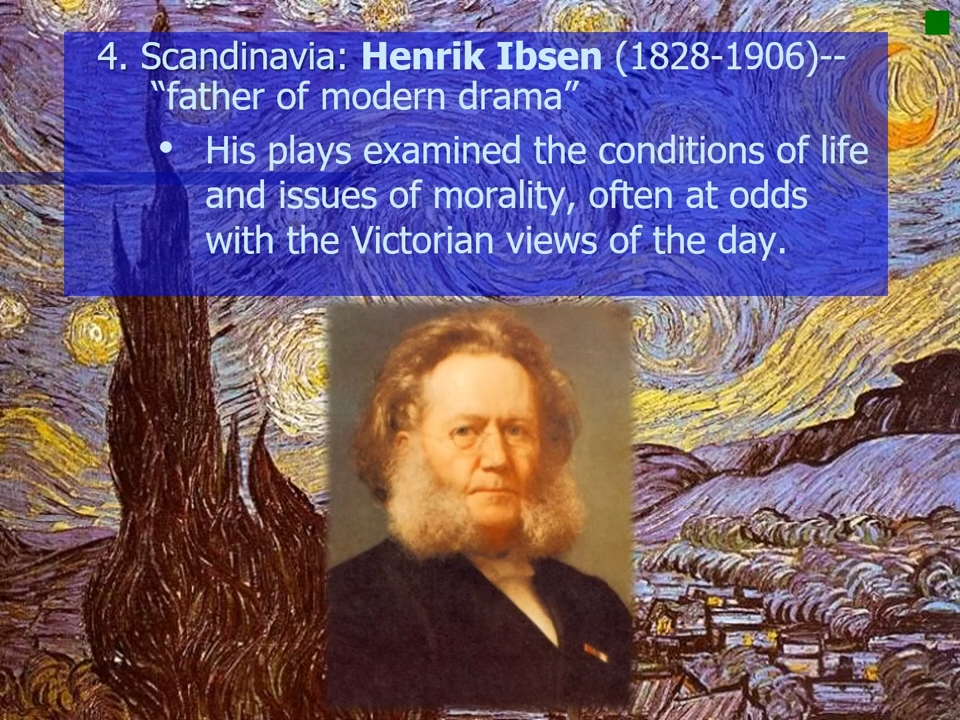 4. Scandinavia: Henrik Ibsen (1828-1906)--
“father of modern drama”
• His plays examined the conditions of life
and issues of morality, often at odds
with the Victorian views of the day.